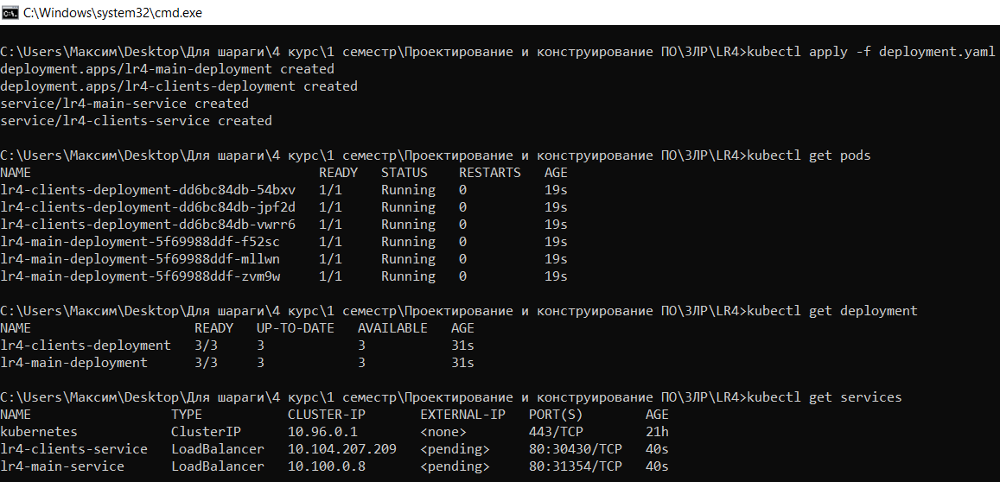 C:\Windows\system32\cmd.exe
C:\Users\Максим\Desktop\Для шараги\4 курс\1 семестр\Проектирование и конструирование ПО\ЗЛР\LR4>kubectl apply -f deployment.yaml
deployment.apps/lr4-main-deployment created
deployment.apps/lr4-clients-deployment created
service/lr4-main-service created
service/lr4-clients-service created
C:\Users\Максим\Desktop\Для шараги\4 курс\1 семестр\Проектирование и конструирование ПО\ЗЛР\LR4>kubectl get pods
NAME READY STATUS RESTARTS AGE
lr4-clients-deployment-dd6bc84db-54bxv 1/1 Running 0 19s
lr4-clients-deployment-dd6bc84db-jpf2d 1/1 Running 0 19s
lr4-clients-deployment-dd6bc84db-vwrr6 1/1 Running 0 19s
lr4-main-deployment-5f69988ddf-f52sc 1/1 Running 0 19s
lr4-main-deployment-5f69988ddf-mllwn 1/1 Running 0 19s
lr4-main-deployment-5f69988ddf-zvm9w 1/1 Running 0 19s
C:\Users\Максим\Desktop\Для шараги\4 курс\1 семестр\Проектирование и конструирование ПО\ЗЛР\LR4>kubectl get deployment
NAME READY UP-TO-DATE AVAILABLE AGE
lr4-clients-deployment 3/3 3 3 31s
lr4-main-deployment 3/3 3 3 31s
C:\Users\Максим\Desktop\Для шараги\4 курс\1 семестр\Проектирование и конструирование ПО\ЗЛР\LR4>kubectl get services
NAME TYPE CLUSTER-IP EXTERNAL-IP PORT(S) AGE
kubernetes ClusterIP 10.96.0.1 <none> 443/TCP 21h
lr4-clients-service LoadBalancer 10.104.207.209 <pending> 80:30430/TCP 40s
lr4-main-service LoadBalancer 10.100.0.8 <pending> 80:31354/TCP 40s